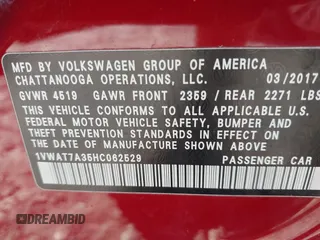 MFD BY VOLKSWAGEN GROUP OF AMERICA
CHATTANOOGA OPERATIONS, LLC. 03/2017
GVWR 4519 GAWR FRONT 2359 / REAR 2271 LBS
THIS VEHICLE CONFORMS TO ALL APPLICABLE U.S.
FEDERAL MOTOR VEHICLE SAFETY, BUMPER, AND
THEFT PREVENTION STANDARDS IN EFFECT ON THE
DATE OF MANUFACTURE SHOWN ABOVE
1VWAT7A35HC062529 PASSENGER CAR
DREAMBID